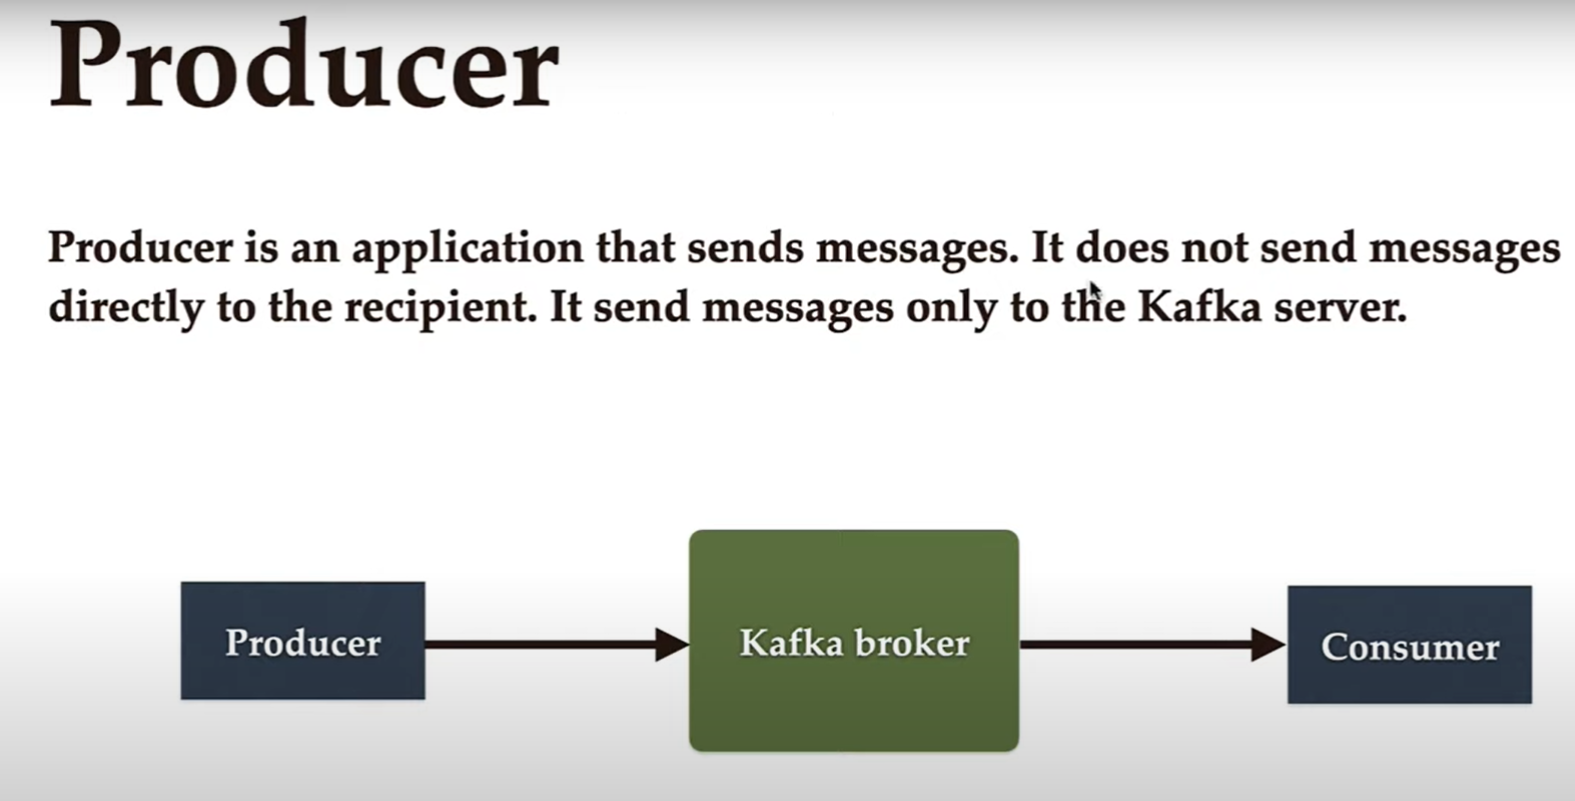 Producer
Producer is an application that sends messages. It does not send messages
directly to the recipient. It send messages only to the Kafka server.
Producer
Kafka broker
Consumer